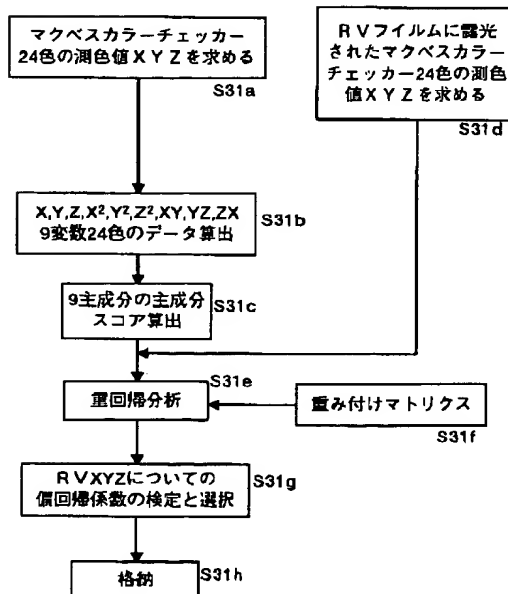 マクベスカラーチェッカー
24色の測色値XYZを求める
S31a
RVフイルムに露光
されたマクベスカラー
チェッカー24色の測色
値XYZを求める
S31d
X,Y,Z,X²,Y²,Z²,XY,YZ,ZX
9変数24色のデータ算出
S31b
9主成分の主成分
スコア算出
S31c
S31e
重回帰分析
重み付けマトリクス
S31f
RVXYZについての
偏回帰係数の検定と選択
S31g
格納
S31h